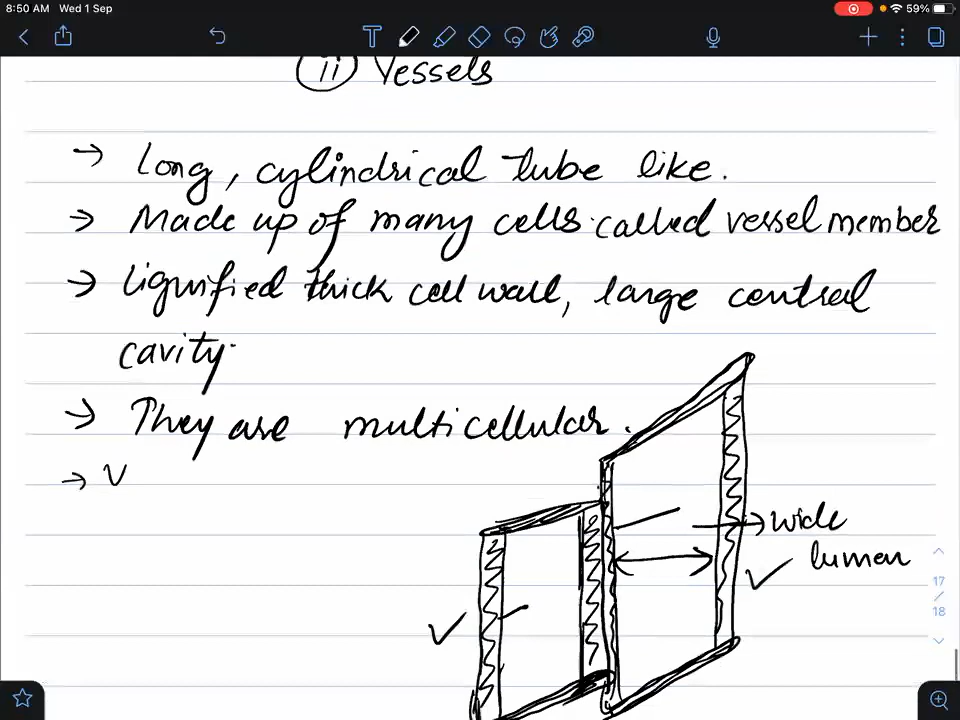 8:50 AM Wed 1 Sep
59%
(ii) Vessels
→ Long, cylindrical tube like.
→ Made up of many cells called vessel member
→ Lignified thick cell wall, large central
cavity.
→ They are multicellular.
→ V
→ wide
lumen
17
/
18